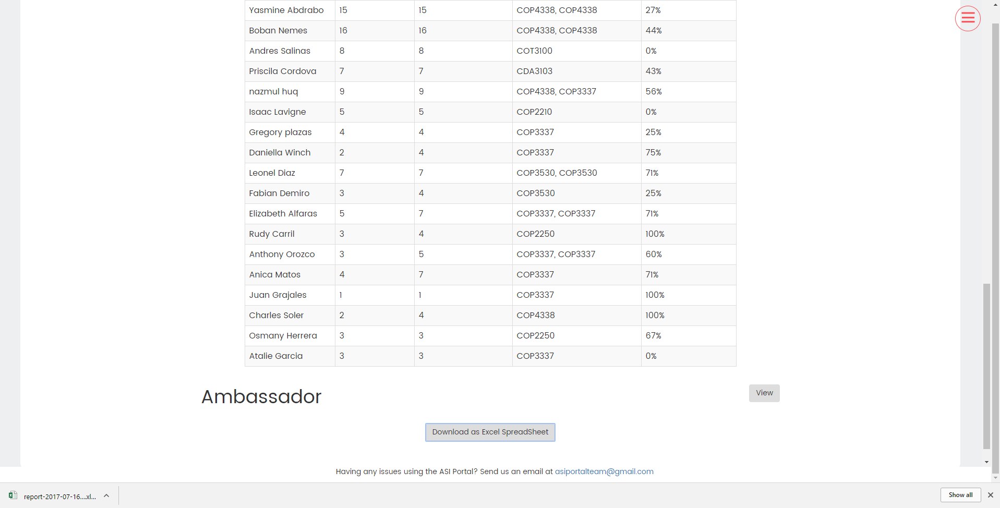 Yasmine Abdrabo 15 15 COP4338, COP4338 27%
Boban Nemes 16 16 COP4338, COP4338 44%
Andres Salinas 8 8 COT3100 0%
Priscila Cordova 7 7 CDA3103 43%
nazmul huq 9 9 COP4338, COP3337 56%
Isaac Lavigne 5 5 COP2210 0%
Gregory plazas 4 4 COP3337 25%
Daniella Winch 2 4 COP3337 75%
Leonel Diaz 7 7 COP3530, COP3530 71%
Fabian Demiro 3 4 COP3530 25%
Elizabeth Alfaras 5 7 COP3337, COP3337 71%
Rudy Carril 3 4 COP2250 100%
Anthony Orozco 3 5 COP3337, COP3337 60%
Anica Matos 4 7 COP3337 71%
Juan Grajales 1 1 COP3337 100%
Charles Soler 2 4 COP4338 100%
Osmany Herrera 3 3 COP2250 67%
Atalie Garcia 3 3 COP3337 0%
Ambassador View
Download as Excel SpreadSheet
Having any issues using the ASI Portal? Send us an email at asiportalteam@gmail.com
report-2017-07-16....xl... Show all